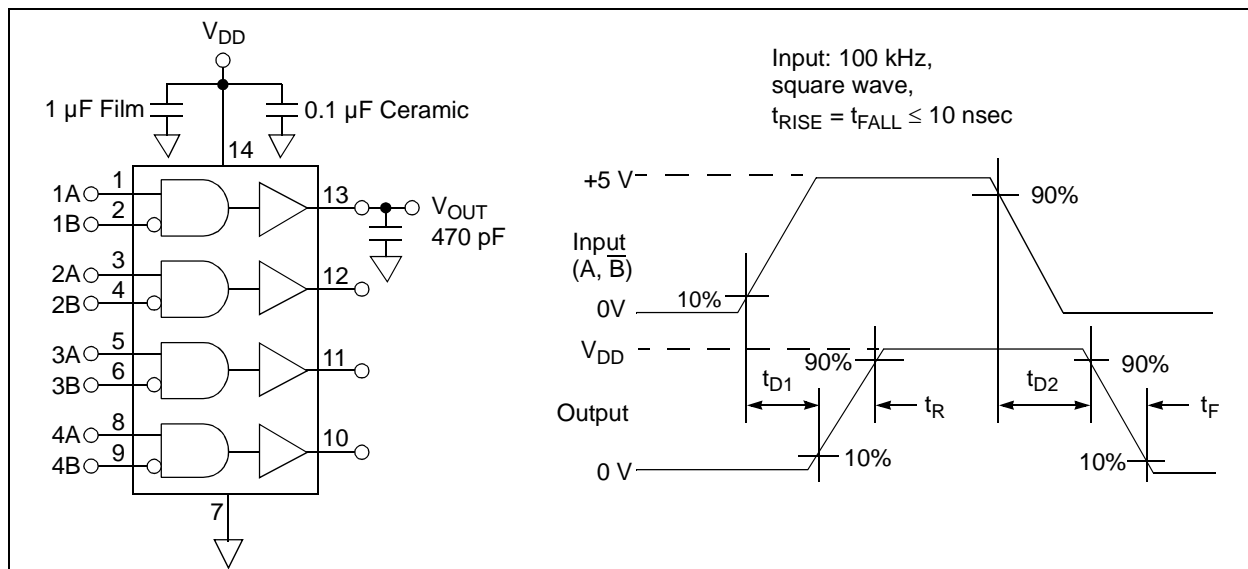 V_DD
1 µF Film
0.1 µF Ceramic
14
1A
1
1B
2
13
V_OUT
470 pF
2A
3
2B
4
12
3A
5
3B
6
11
4A
8
4B
9
10
7
Input: 100 kHz,
square wave,
t_RISE = t_FALL ≤ 10 nsec
+5 V
90%
Input
(A, B̅)
10%
0V
V_DD
90%
90%
t_D1
t_R
t_D2
t_F
Output
10%
10%
0 V